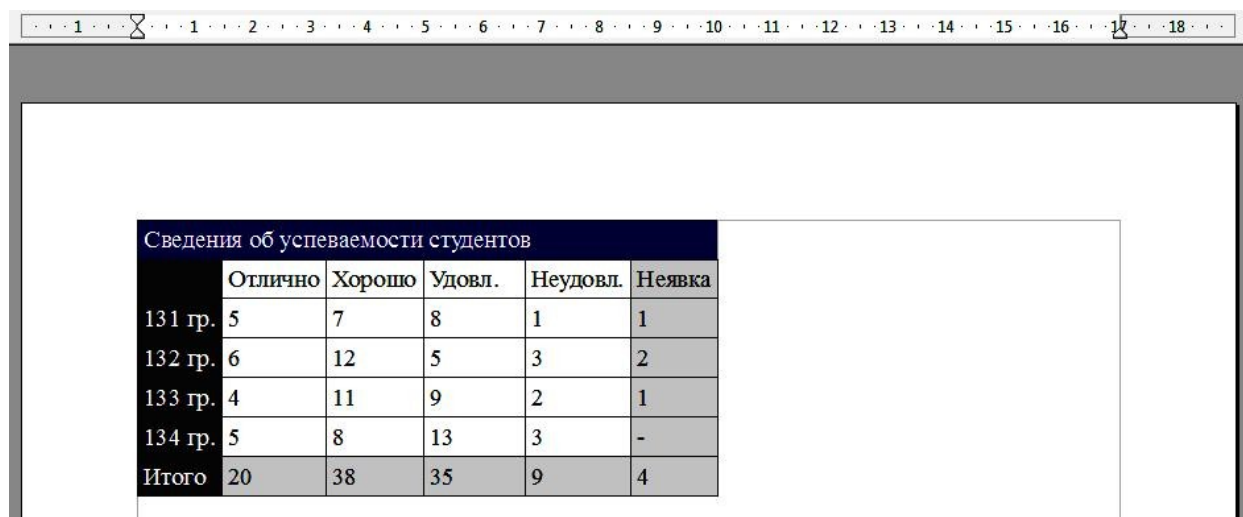 1 1 2 3 4 5 6 7 8 9 10 11 12 13 14 15 16 17 18
Сведения об успеваемости студентов
Отлично Хорошо Удовл. Неудовл. Неявка
131 гр. 5 7 8 1 1
132 гр. 6 12 5 3 2
133 гр. 4 11 9 2 1
134 гр. 5 8 13 3 -
Итого 20 38 35 9 4